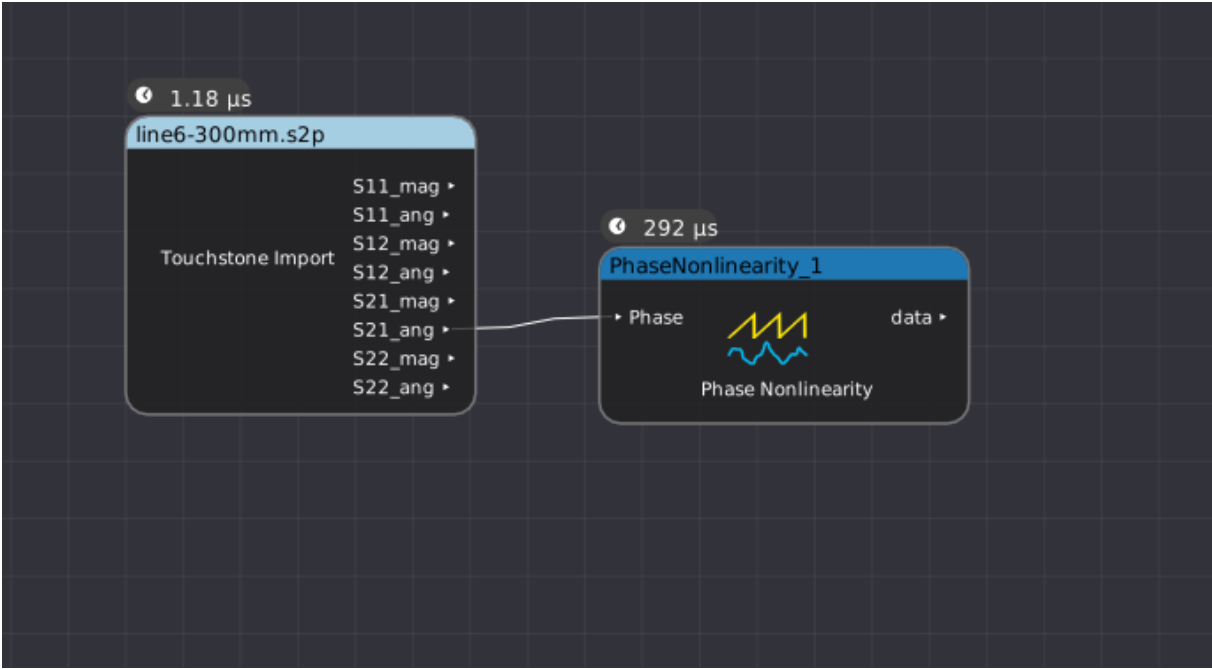 1.18 µs
line6-300mm.s2p
S11_mag
S11_ang
S12_mag
Touchstone Import
S12_ang
S21_mag
S21_ang
S22_mag
S22_ang
292 µs
PhaseNonlinearity_1
Phase
data
Phase Nonlinearity